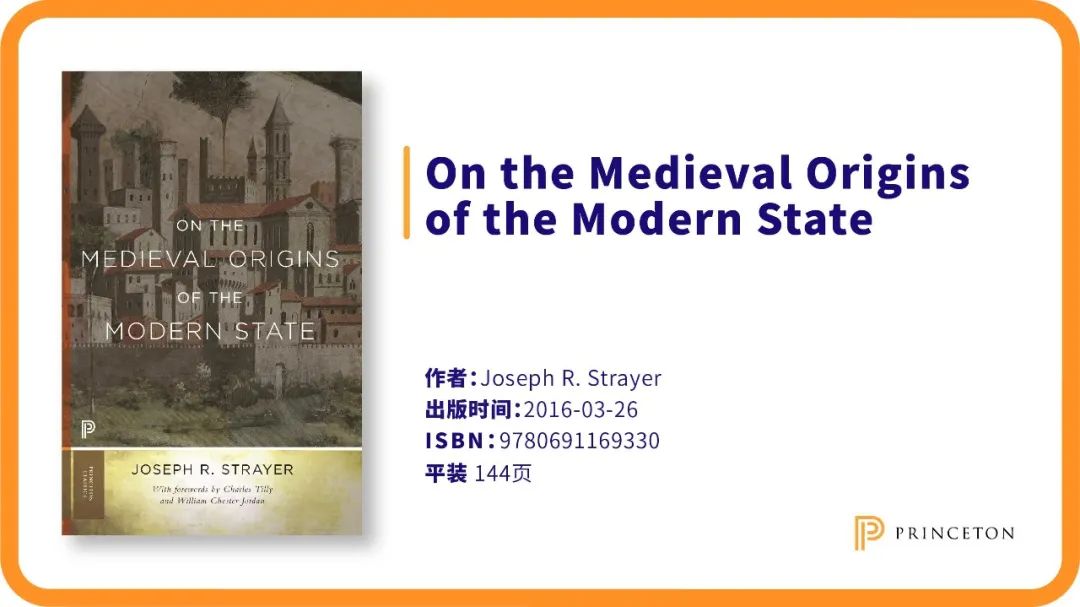 ON THE
MEDIEVAL ORIGINS
OF THE
MODERN STATE
P
PRINCETON
CLASSICS
JOSEPH R. STRAYER
With forewords by Charles Tilly
and William Chester Jordan
On the Medieval Origins
of the Modern State
作者：Joseph R. Strayer
出版时间：2016-03-26
ISBN：9780691169330
平装 144页
P PRINCETON